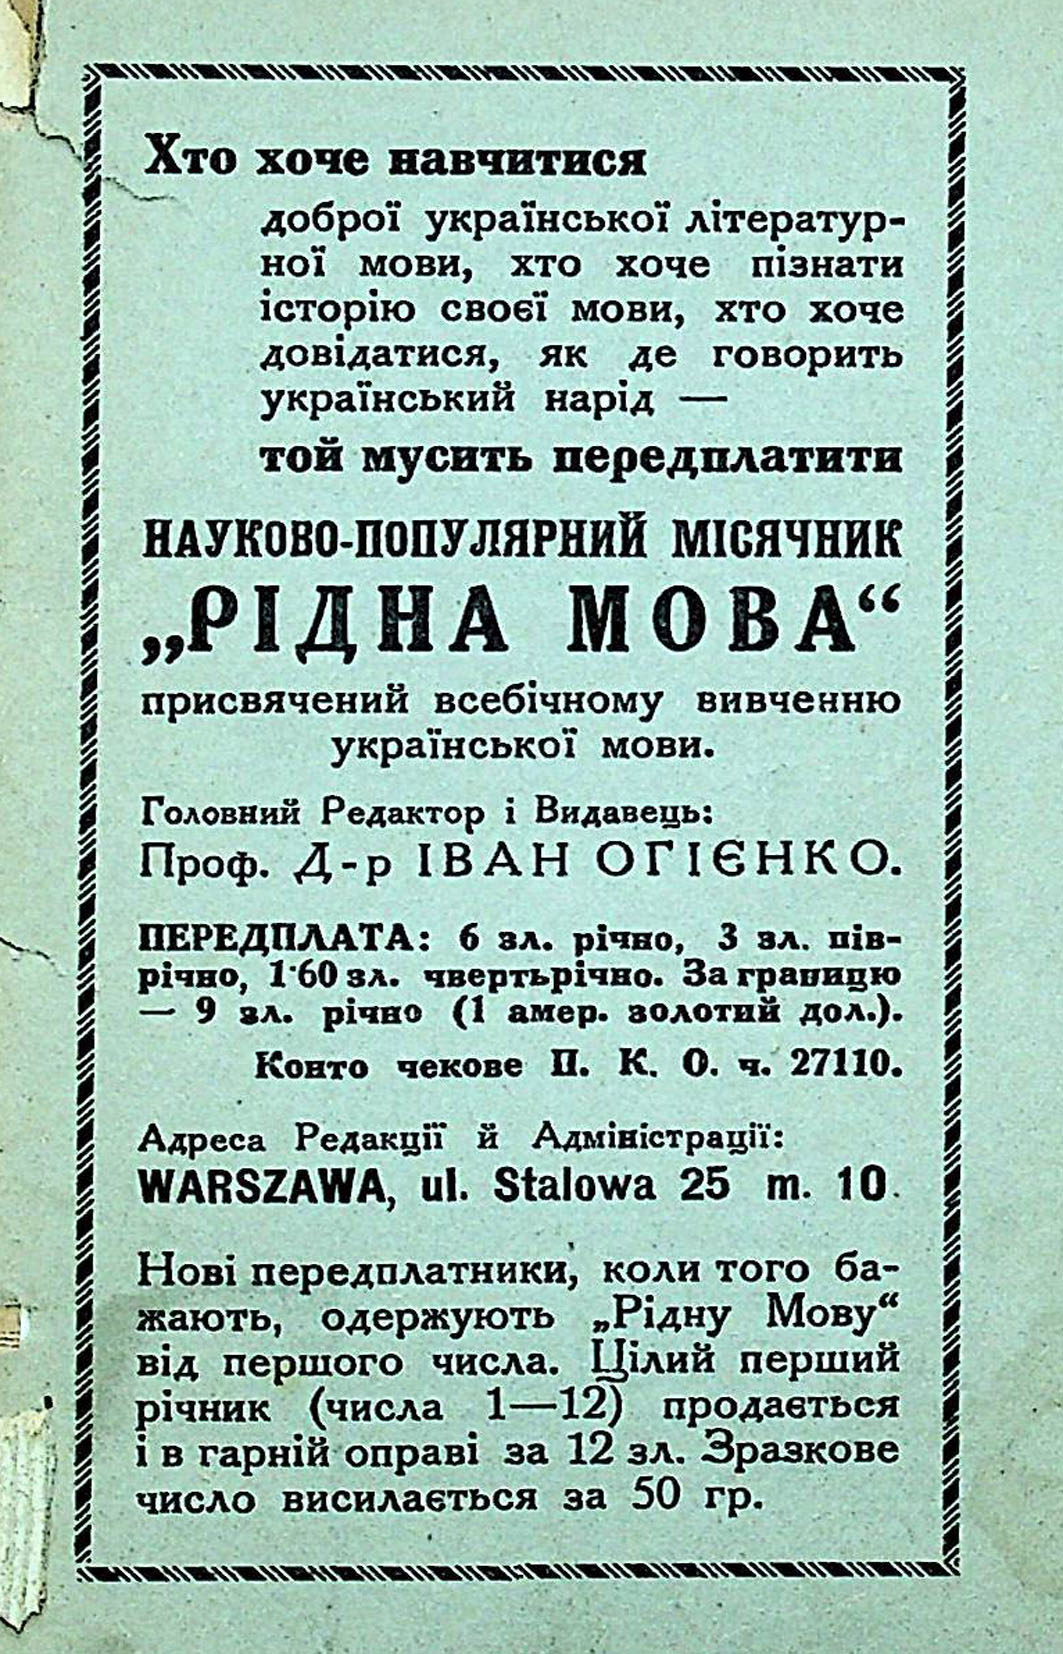 Хто хоче навчитися
доброї української літератур-
ної мови, хто хоче пізнати
історію своєї мови, хто хоче
довідатися, як де говорить
український нарід —
той мусить передплатити
НАУКОВО-ПОПУЛЯРНИЙ МІСЯЧНИК
„РІДНА МОВА“
присвячений всебічному вивченню
української мови.
Головний Редактор і Видавець:
Проф. Д-р ІВАН ОГІЄНКО.
ПЕРЕДПЛАТА: 6 зл. річно, 3 зл. пів-
річно, 1·60 зл. чвертьрічно. За границю
— 9 зл. річно (1 амер. золотий дол.).
Конто чекове П. К. О. ч. 27110.
Адреса Редакції й Адміністрації:
WARSZAWA, ul. Stalowa 25 m. 10.
Нові передплатники, коли того ба-
жають, одержують „Рідну Мову“
від першого числа. Цілий перший
річник (числа 1—12) продається
і в гарній оправі за 12 зл. Зразкове
число висилається за 50 гр.